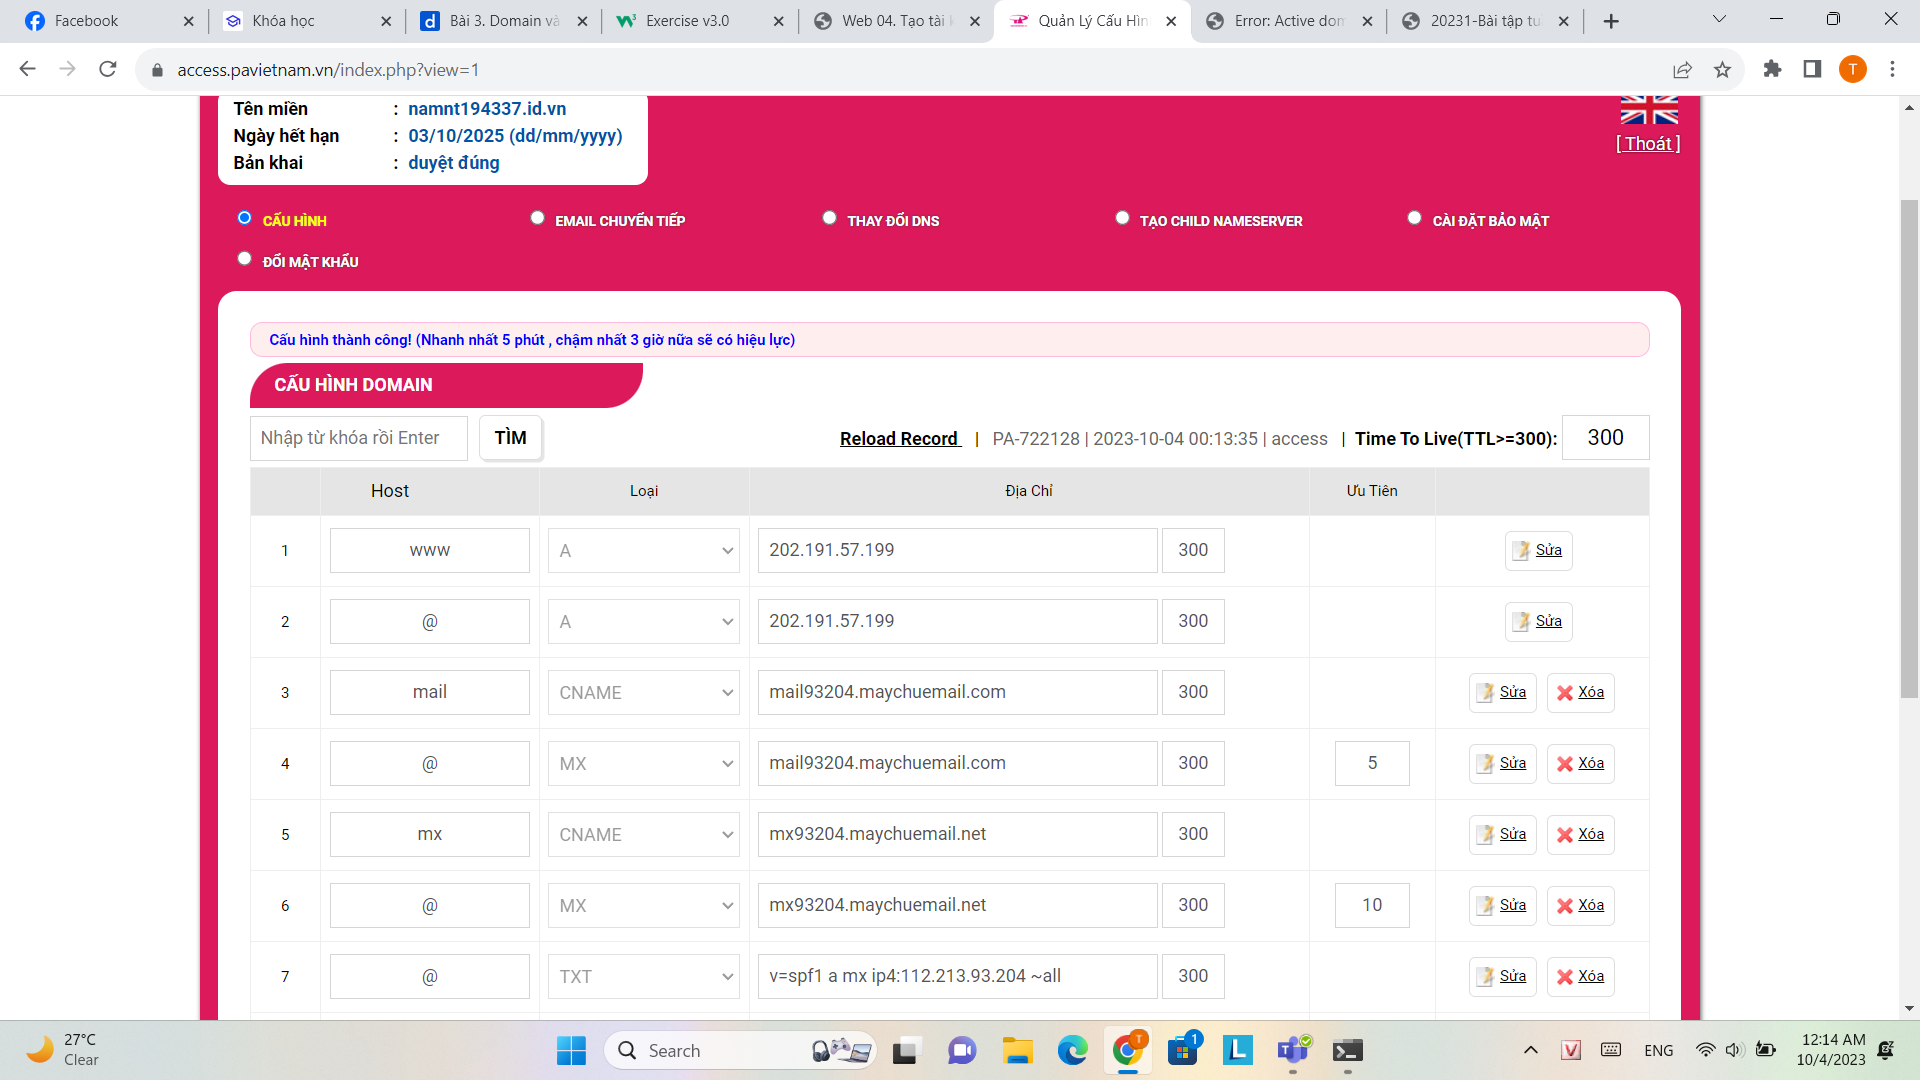 Facebook
Khóa học
Bài 3. Domain và
Exercise v3.0
Web 04. Tạo tài k
Quản Lý Cấu Hìn
Error: Active dom
20231-Bài tập tu
access.pavietnam.vn/index.php?view=1
T
Tên miền : namnt194337.id.vn
Ngày hết hạn : 03/10/2025 (dd/mm/yyyy)
Bản khai : duyệt đúng
[ Thoát ]
CẤU HÌNH
EMAIL CHUYỂN TIẾP
THAY ĐỔI DNS
TẠO CHILD NAMESERVER
CÀI ĐẶT BẢO MẬT
ĐỔI MẬT KHẨU
Cấu hình thành công! (Nhanh nhất 5 phút , chậm nhất 3 giờ nữa sẽ có hiệu lực)
CẤU HÌNH DOMAIN
Nhập từ khóa rồi Enter TÌM Reload Record | PA-722128 | 2023-10-04 00:13:35 | access | Time To Live(TTL>=300): 300
Host Loại Địa Chỉ Ưu Tiên
1 www A 202.191.57.199 300 Sửa
2 @ A 202.191.57.199 300 Sửa
3 mail CNAME mail93204.maychuemail.com 300 Sửa Xóa
4 @ MX mail93204.maychuemail.com 300 5 Sửa Xóa
5 mx CNAME mx93204.maychuemail.net 300 Sửa Xóa
6 @ MX mx93204.maychuemail.net 300 10 Sửa Xóa
7 @ TXT v=spf1 a mx ip4:112.213.93.204 ~all 300 Sửa Xóa
27°C
Clear
Search
T
1
L
V
ENG
12:14 AM
10/4/2023